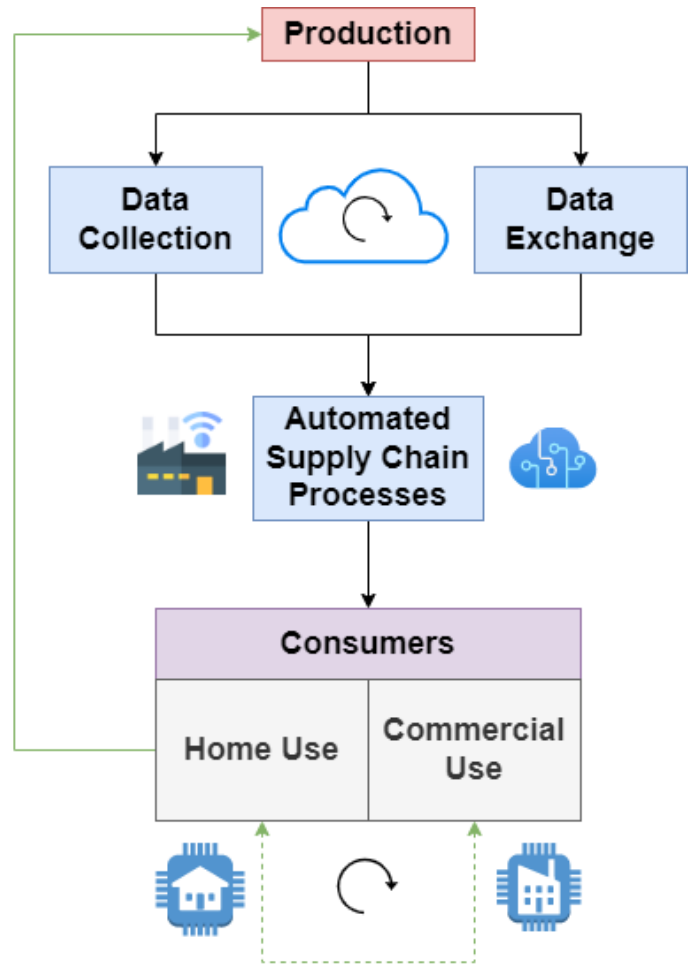 Production
Data
Collection
Data
Exchange
Automated
Supply Chain
Processes
Consumers
Home Use
Commercial
Use